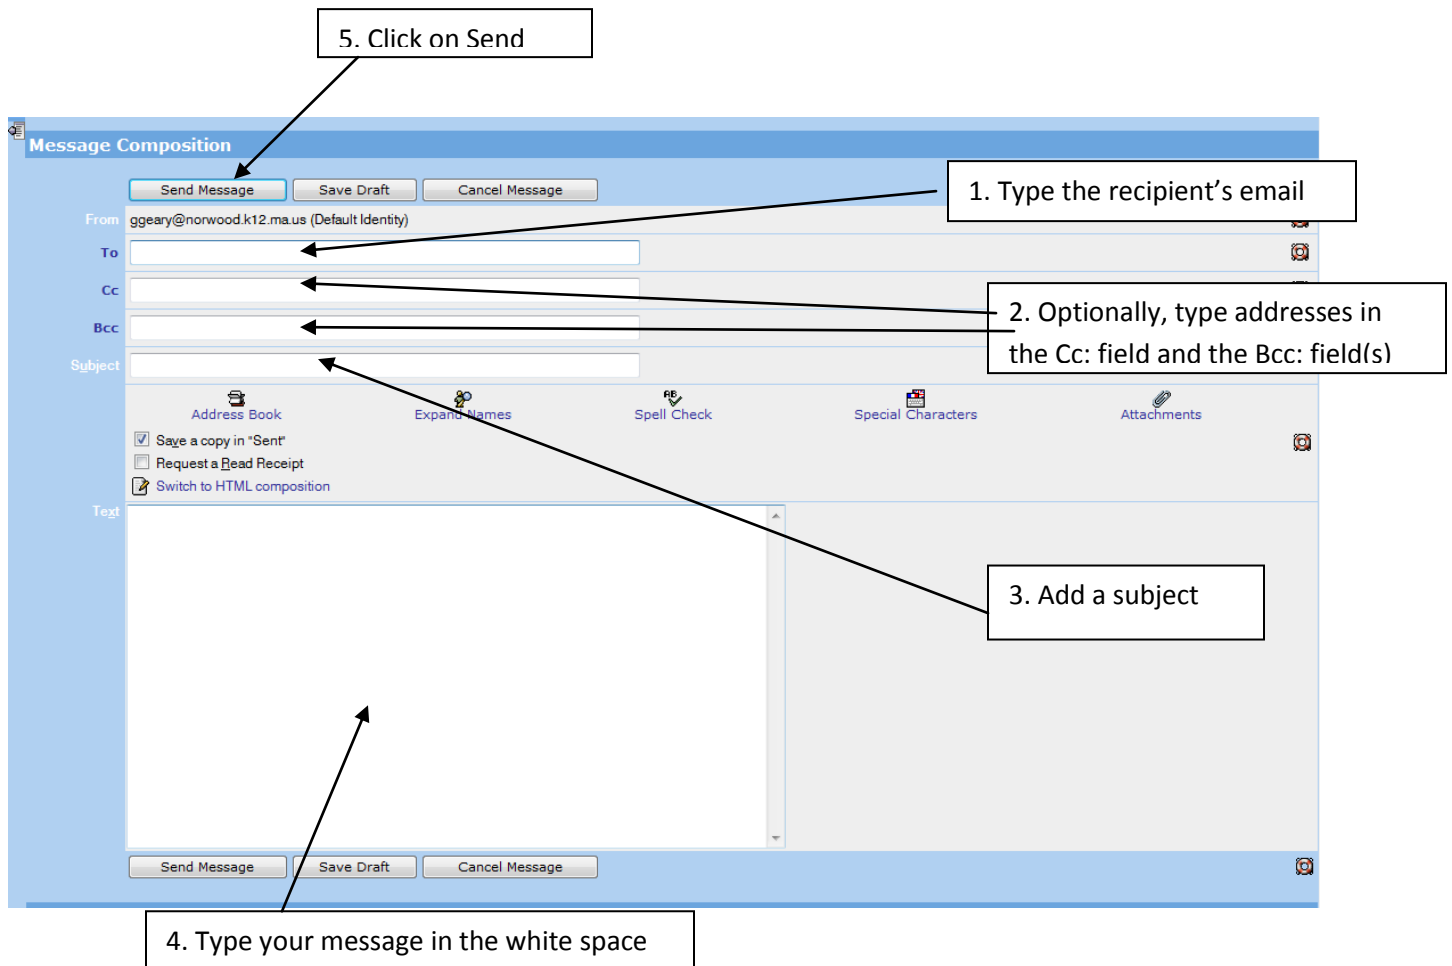 5. Click on Send
Message Composition
Send Message Save Draft Cancel Message
1. Type the recipient’s email
From ggeary@norwood.k12.ma.us (Default Identity)
To
Cc
2. Optionally, type addresses in
the Cc: field and the Bcc: field(s)
Bcc
Subject
Address Book Expand Names Spell Check Special Characters Attachments
Save a copy in "Sent"
Request a Read Receipt
Switch to HTML composition
Text
3. Add a subject
Send Message Save Draft Cancel Message
4. Type your message in the white space